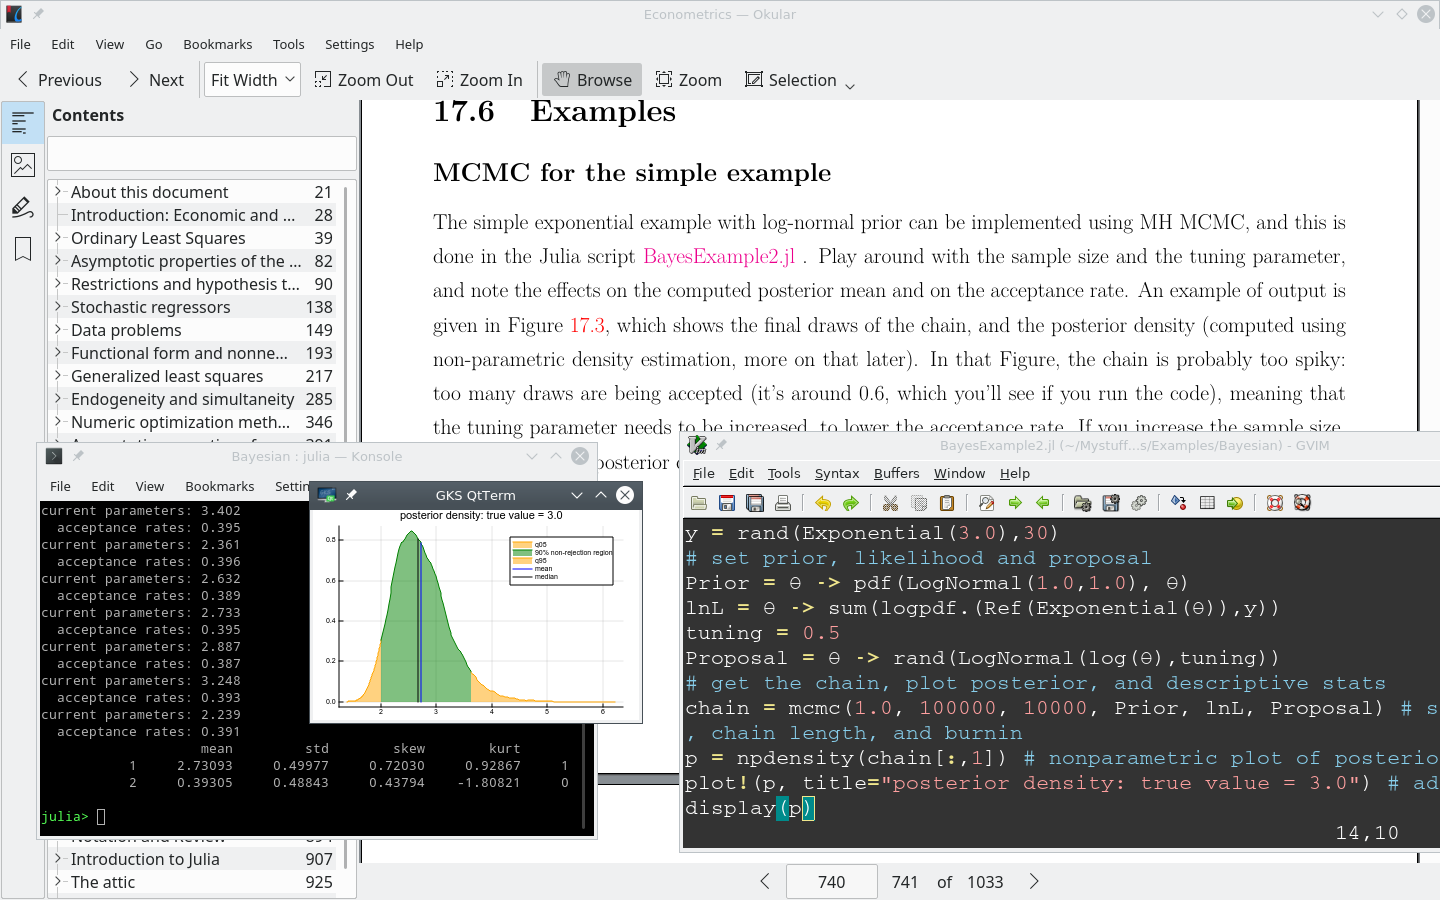 Econometrics — Okular
File Edit View Go Bookmarks Tools Settings Help
Previous Next Fit Width Zoom Out Zoom In Browse Zoom Selection
Contents
About this document 21
Introduction: Economic and ... 28
Ordinary Least Squares 39
Asymptotic properties of the ... 82
Restrictions and hypothesis t... 90
Stochastic regressors 138
Data problems 149
Functional form and nonne... 193
Generalized least squares 217
Endogeneity and simultaneity 285
Numeric optimization meth... 346
Introduction to Julia 907
The attic 925
17.6 Examples
MCMC for the simple example
The simple exponential example with log-normal prior can be implemented using MH MCMC, and this is
done in the Julia script BayesExample2.jl . Play around with the sample size and the tuning parameter,
and note the effects on the computed posterior mean and on the acceptance rate. An example of output is
given in Figure 17.3, which shows the final draws of the chain, and the posterior density (computed using
non-parametric density estimation, more on that later). In that Figure, the chain is probably too spiky:
too many draws are being accepted (it's around 0.6, which you'll see if you run the code), meaning that
the tuning parameter needs to be increased, to lower the acceptance rate. If you increase the sample size,
posterior
Bayesian : julia — Konsole
File Edit View Bookmarks Settin
current parameters: 3.402
acceptance rates: 0.395
current parameters: 2.361
acceptance rates: 0.396
current parameters: 2.632
acceptance rates: 0.389
current parameters: 2.733
acceptance rates: 0.395
current parameters: 2.887
acceptance rates: 0.387
current parameters: 3.248
acceptance rates: 0.393
current parameters: 2.239
acceptance rates: 0.391
mean std skew kurt
1 2.73093 0.49977 0.72030 0.92867 1
2 0.39305 0.48843 0.43794 -1.80821 0
julia>
GKS QtTerm
posterior density: true value = 3.0
0.8
0.6
0.4
0.2
0.0
2 3 4 5 6
q05
90% non-rejection region
q95
mean
median
BayesExample2.jl (~/Mystuff...s/Examples/Bayesian) - GVIM
File Edit Tools Syntax Buffers Window Help
y = rand(Exponential(3.0),30)
# set prior, likelihood and proposal
Prior = θ -> pdf(LogNormal(1.0,1.0), θ)
lnL = θ -> sum(logpdf.(Ref(Exponential(θ)),y))
tuning = 0.5
Proposal = θ -> rand(LogNormal(log(θ),tuning))
# get the chain, plot posterior, and descriptive stats
chain = mcmc(1.0, 100000, 10000, Prior, lnL, Proposal) # s
, chain length, and burnin
p = npdensity(chain[:,1]) # nonparametric plot of posterio
plot!(p, title="posterior density: true value = 3.0") # ad
display(p)
14,10
740 741 of 1033